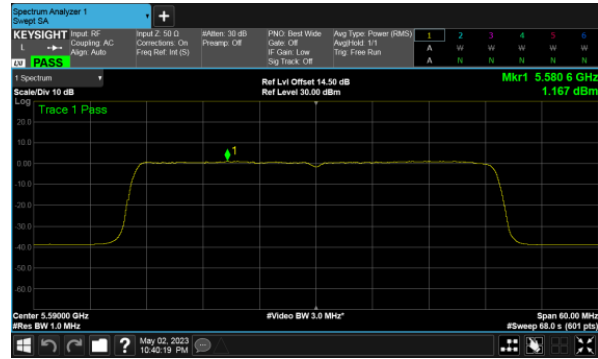 Spectrum Analyzer 1
Swept SA
+
KEYSIGHT
L
LXI
PASS
Input: RF
Coupling: AC
Align: Auto
Input Z: 50 Ω
Corrections: On
Freq Ref: Int (S)
#Atten: 30 dB
Preamp: Off
PNO: Best Wide
Gate: Off
IF Gain: Low
Sig Track: Off
Avg Type: Power (RMS)
Avg|Hold: 1/1
Trig: Free Run
1 2 3 4 5 6
A W W W W W
A N N N N N
1 Spectrum
Scale/Div 10 dB
Ref Lvl Offset 14.50 dB
Ref Level 30.00 dBm
Mkr1 5.580 6 GHz
1.167 dBm
Log
Trace 1 Pass
20.0
10.0
1
0.00
-10.0
-20.0
-30.0
-40.0
-50.0
-60.0
Center 5.59000 GHz
#Res BW 1.0 MHz
#Video BW 3.0 MHz*
Span 60.00 MHz
#Sweep 68.0 s (601 pts)
?
May 02, 2023
10:40:19 PM